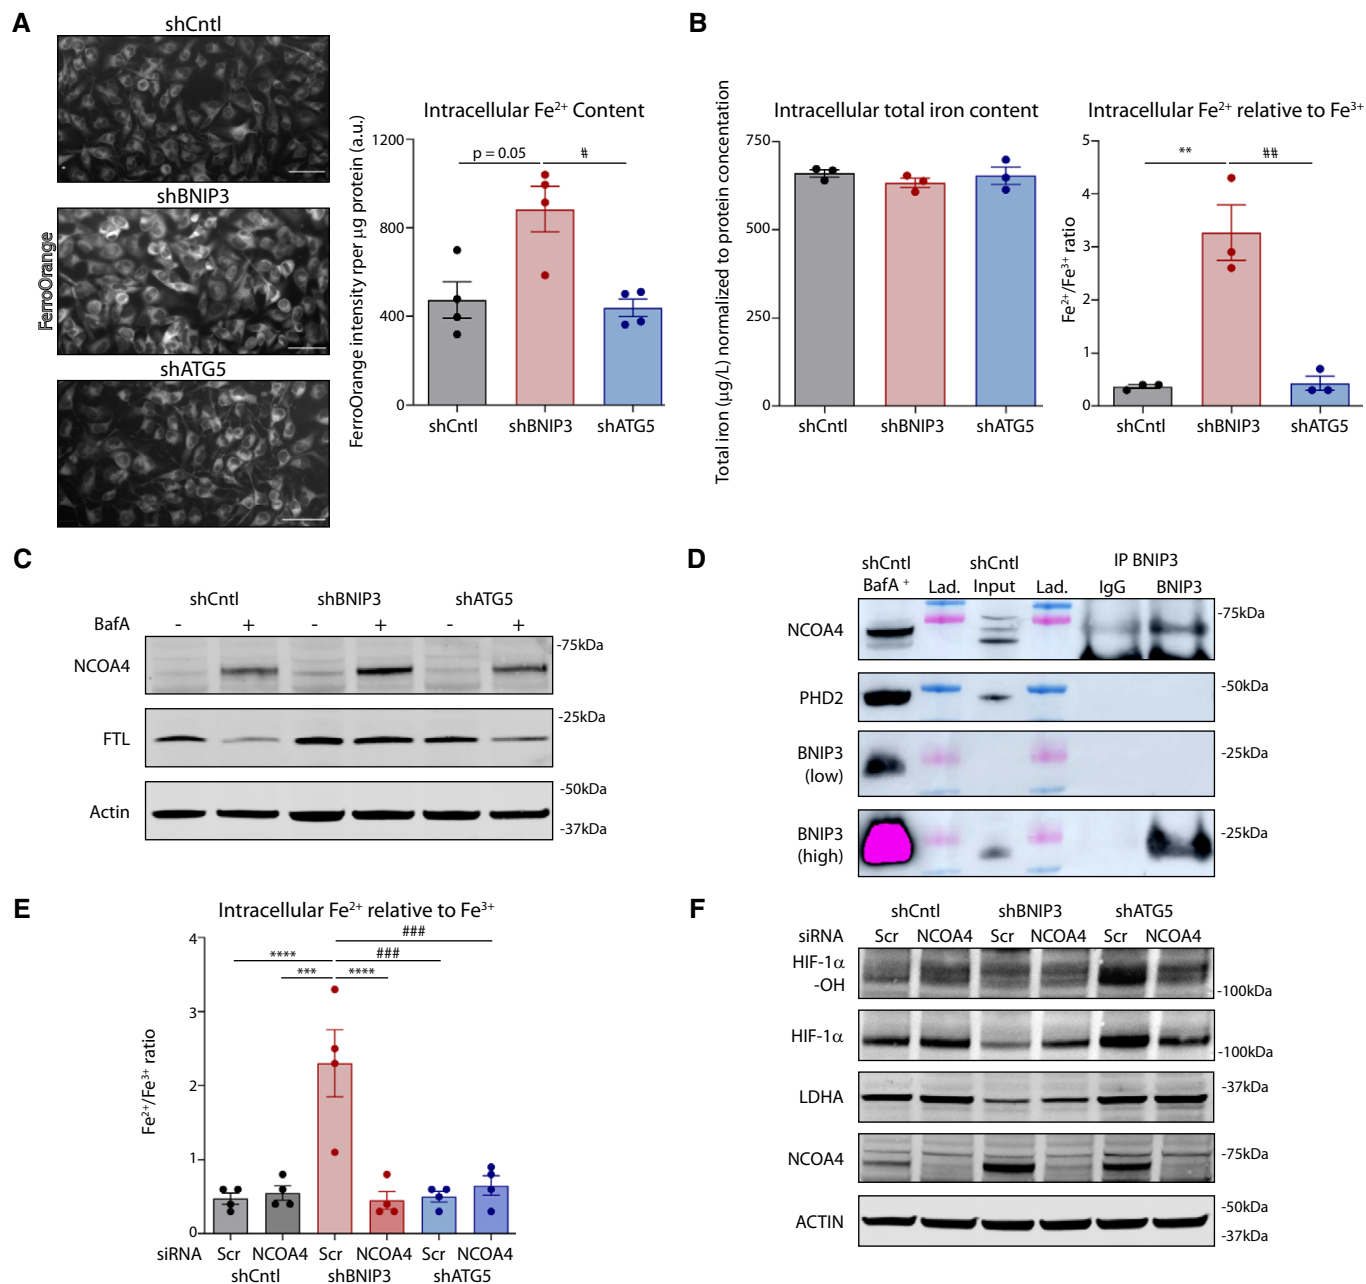 A
shCntl
shBNIP3
shATG5
FerroOrange
Intracellular Fe²⁺ Content
FerroOrange intensity rper µg protein (a.u.)
1200
800
400
0
p = 0.05
#
shCntl shBNIP3 shATG5
B
Intracellular total iron content
Total iron (µg/L) normalized to protein concentation
750
500
250
0
shCntl shBNIP3 shATG5
Intracellular Fe²⁺ relative to Fe³⁺
Fe²⁺/Fe³⁺ ratio
5
4
3
2
1
0
** ##
shCntl shBNIP3 shATG5
C
shCntl shBNIP3 shATG5
BafA - + - + - +
NCOA4 -75kDa
FTL -25kDa
Actin -50kDa
-37kDa
D
shCntl shCntl IP BNIP3
BafA + Lad. Input Lad. IgG BNIP3
NCOA4 -75kDa
PHD2 -50kDa
BNIP3 -25kDa
(low)
BNIP3 -25kDa
(high)
E
Intracellular Fe²⁺ relative to Fe³⁺
Fe²⁺/Fe³⁺ ratio
4
3
2
1
0
###
**** ###
*** ****
siRNA Scr NCOA4 Scr NCOA4 Scr NCOA4
shCntl shBNIP3 shATG5
F
shCntl shBNIP3 shATG5
siRNA Scr NCOA4 Scr NCOA4 Scr NCOA4
HIF-1α
-OH -100kDa
HIF-1α -100kDa
LDHA -37kDa
NCOA4 -75kDa
ACTIN -50kDa
-37kDa